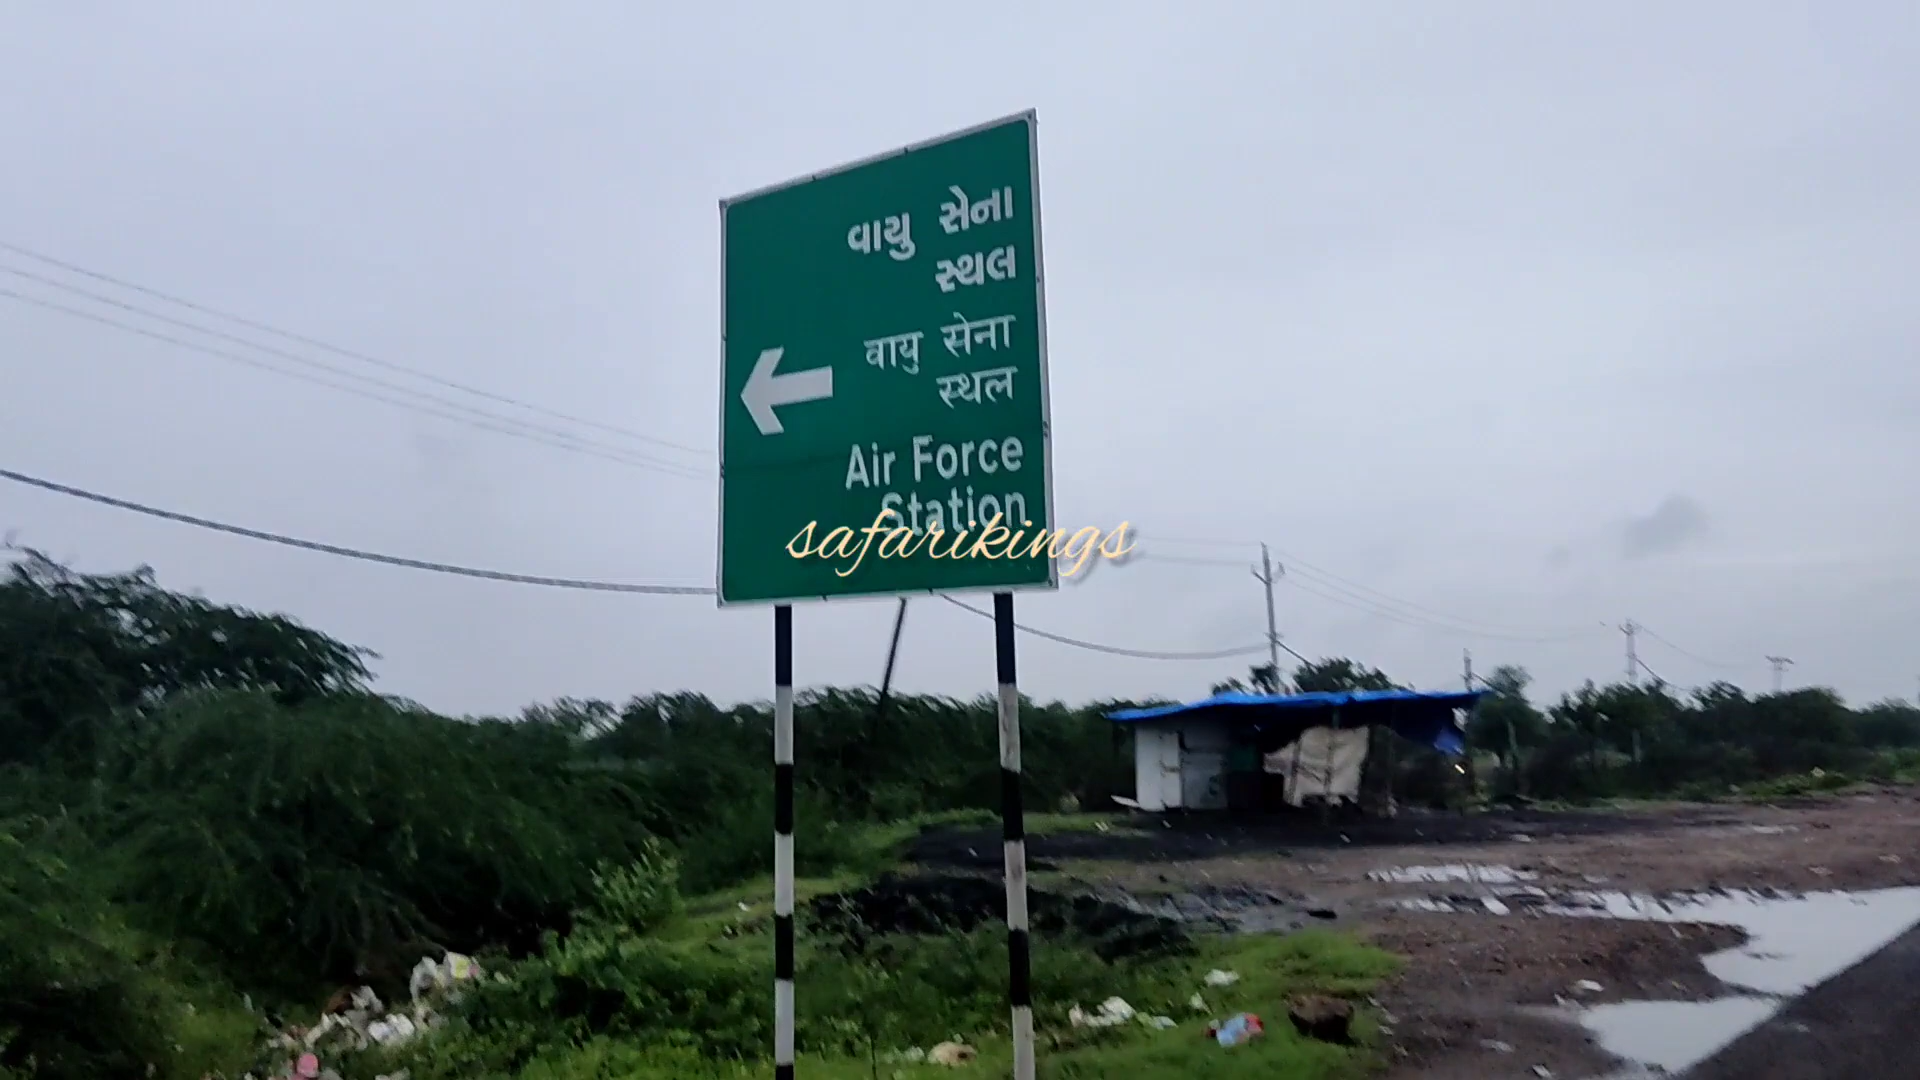 વાયુ સેના
સ્થલ
वायु सेना
स्थल
Air Force
Station
safarikings